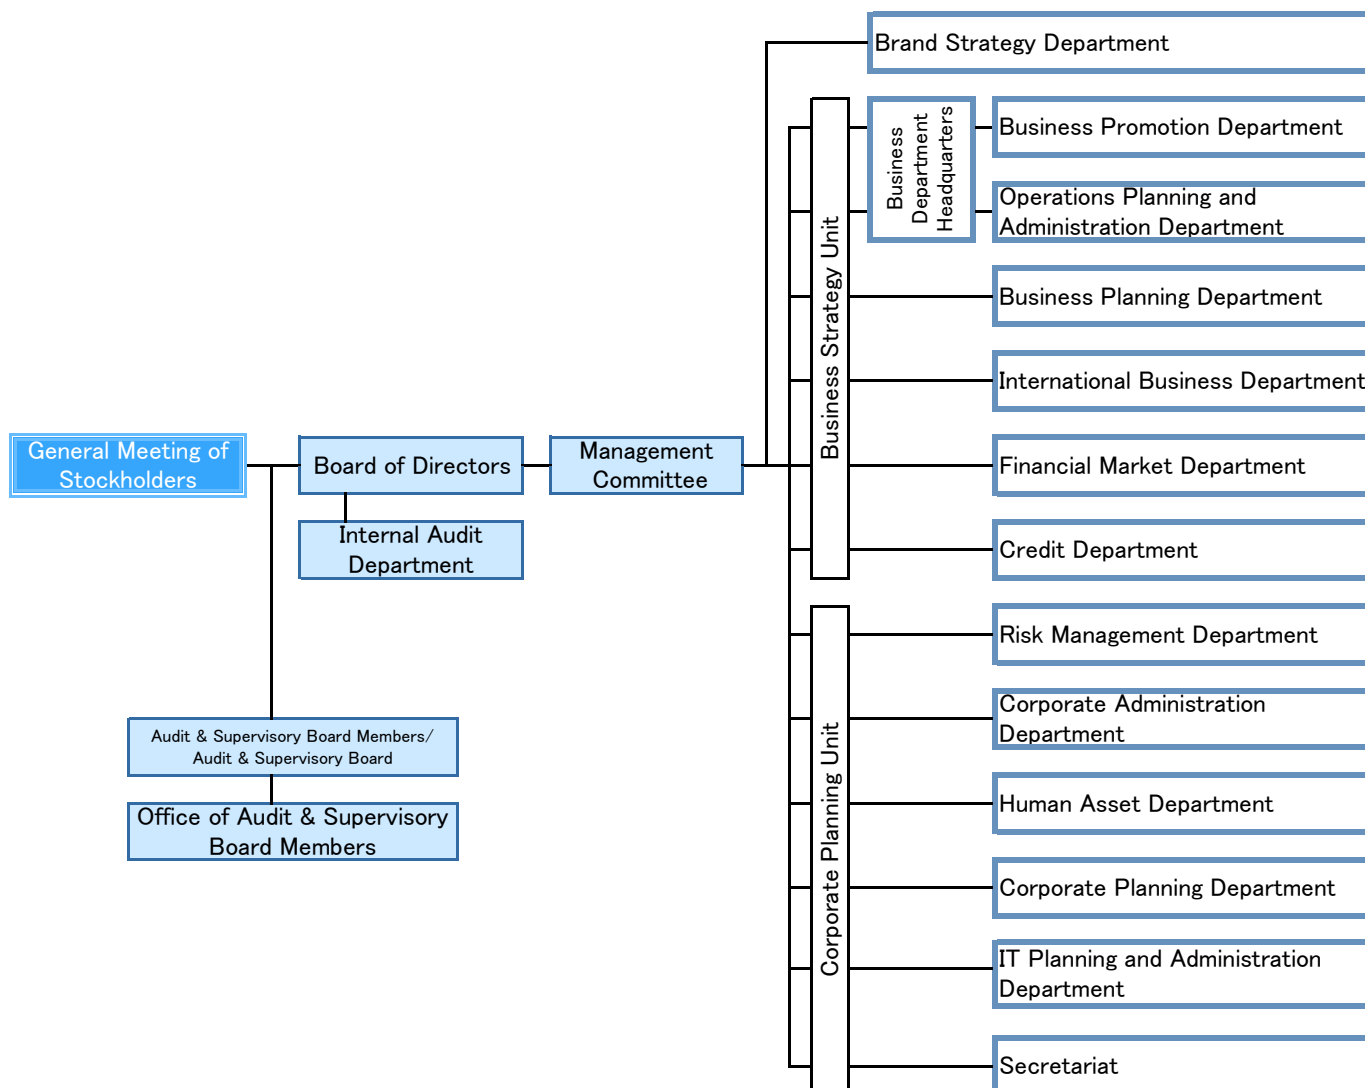 Brand Strategy Department
Business
Department
Headquarters
Business Promotion Department
Operations Planning and
Administration Department
Business Strategy Unit
Business Planning Department
International Business Department
General Meeting of
Stockholders
Board of Directors
Management
Committee
Financial Market Department
Internal Audit
Department
Credit Department
Risk Management Department
Audit & Supervisory Board Members/
Audit & Supervisory Board
Corporate Administration
Department
Corporate Planning Unit
Office of Audit & Supervisory
Board Members
Human Asset Department
Corporate Planning Department
IT Planning and Administration
Department
Secretariat